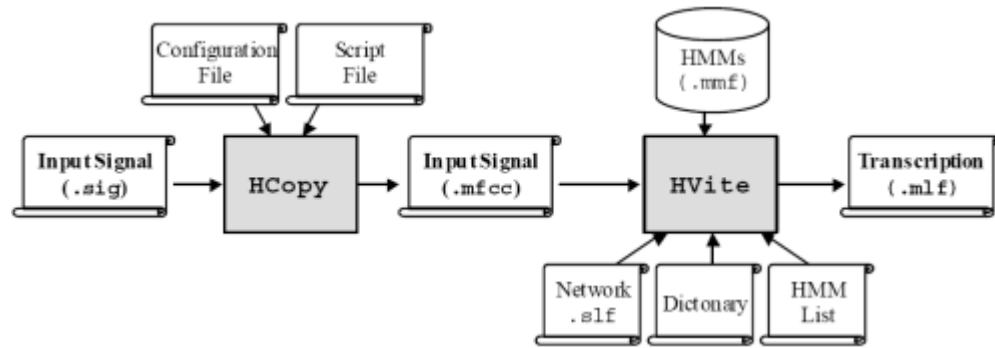 Configuration
File
Script
File
HMMs
(.mmf)
Input Signal
(.sig)
HCopy
Input Signal
(.mfcc)
HVite
Transcription
(.mlf)
Network
.slf
Dictonary
HMM
List